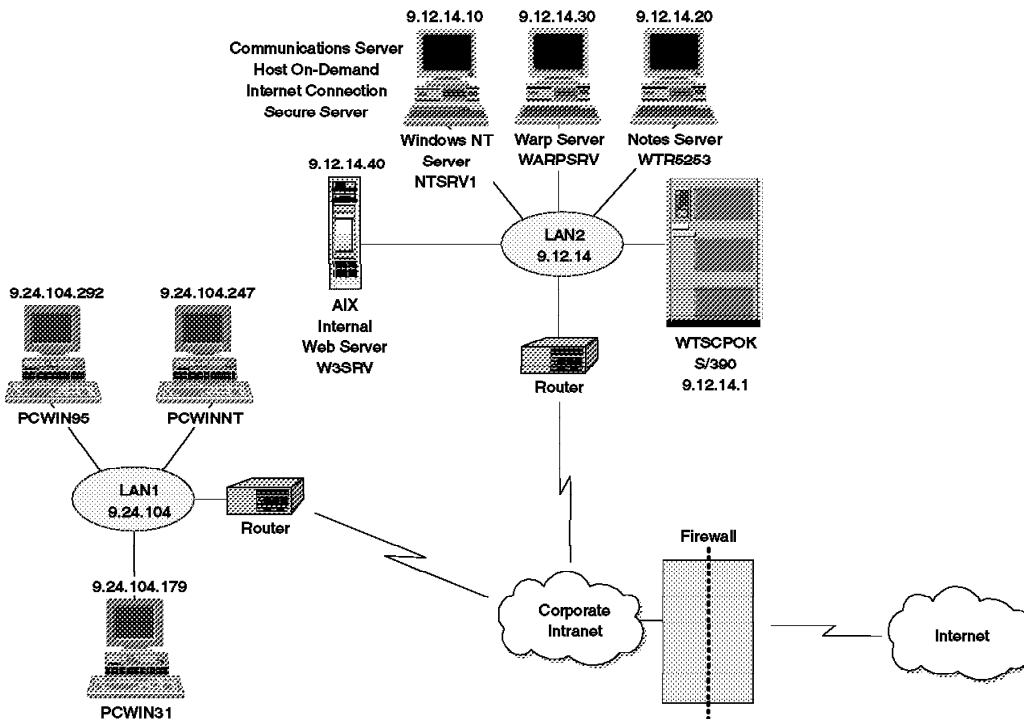 9.12.14.10
9.12.14.30
9.12.14.20
Communications Server
Host On-Demand
Internet Connection
Secure Server
Windows NT
Server
NTSRV1
Warp Server
WARPSRV
Notes Server
WTR5253
9.12.14.40
AIX
Internal
Web Server
W3SRV
LAN2
9.12.14
WTSCPOK
S/390
9.12.14.1
Router
9.24.104.292
9.24.104.247
PCWIN95
PCWINNT
LAN1
9.24.104
Router
9.24.104.179
PCWIN31
Corporate
Intranet
Firewall
Internet